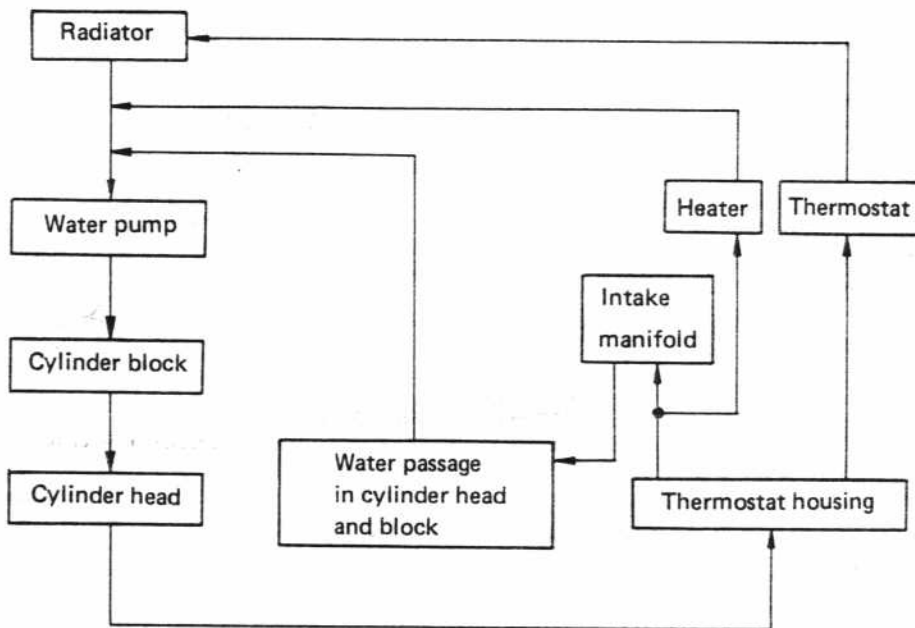 Radiator
Water pump
Heater
Thermostat
Intake
manifold
Cylinder block
Water passage
in cylinder head
and block
Cylinder head
Thermostat housing